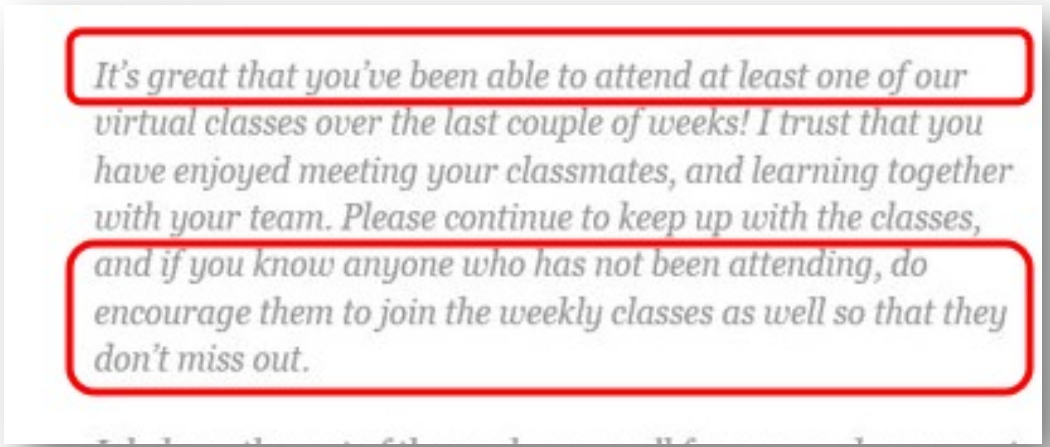 It’s great that you’ve been able to attend at least one of our
virtual classes over the last couple of weeks! I trust that you
have enjoyed meeting your classmates, and learning together
with your team. Please continue to keep up with the classes,
and if you know anyone who has not been attending, do
encourage them to join the weekly classes as well so that they
don’t miss out.